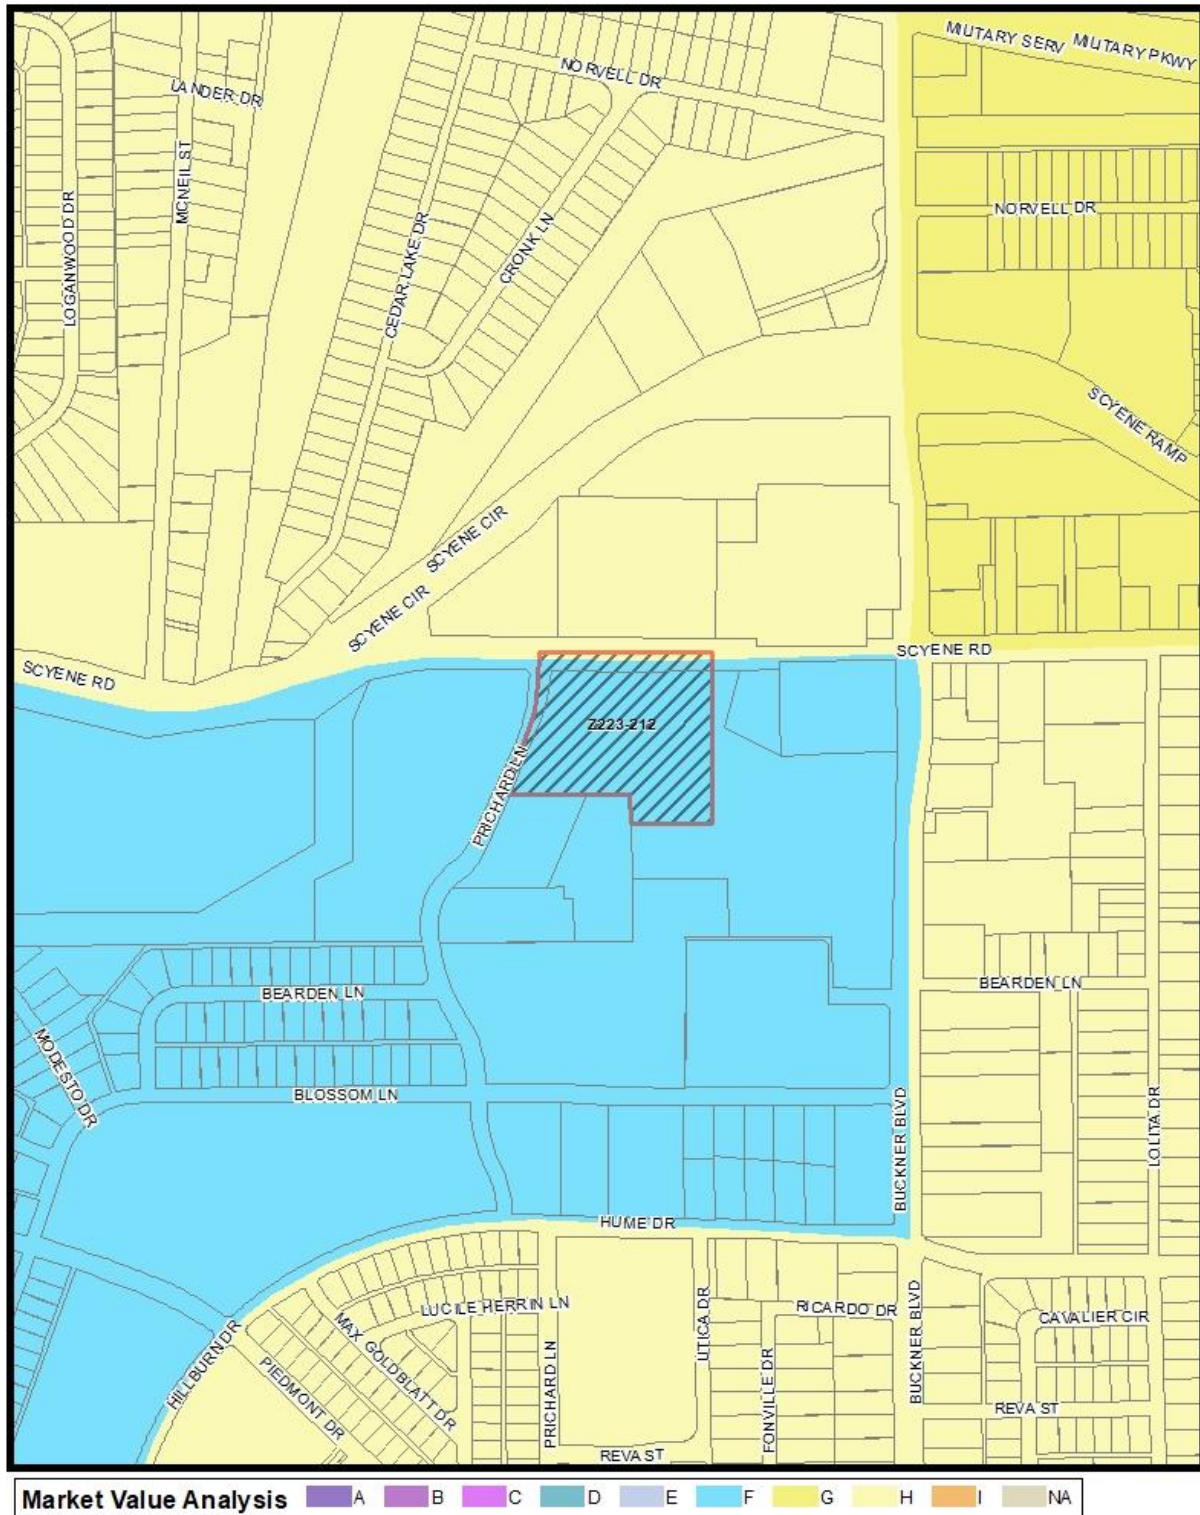 MILITARY SERV
MILITARY PKWY
NORVELL DR
LANDER DR
MCNEIL ST
LOGANWOOD DR
NORVELL DR
CRONK LN
CEDAR LAKE DR
SCYENE RAMP
SCYENE CIR
SCYENE CIR
SCYENE RD
SCYENE RD
Z223-212
PRICHARD LN
BEARDEN LN
BEARDEN LN
MODESTO DR
BLOSSOM LN
BUCKNER BLVD
LOLITA DR
HUME DR
LUCILE HERRIN LN
RICARDO DR
CAVALIER CIR
UTICA DR
MAX GOLDBLATT DR
HILLBURN DR
BUCKNER BLVD
PIEDMONT DR
PRICHARD LN
FONVILLE DR
REVA ST
REVA ST
Market Value Analysis A B C D E F G H I NA